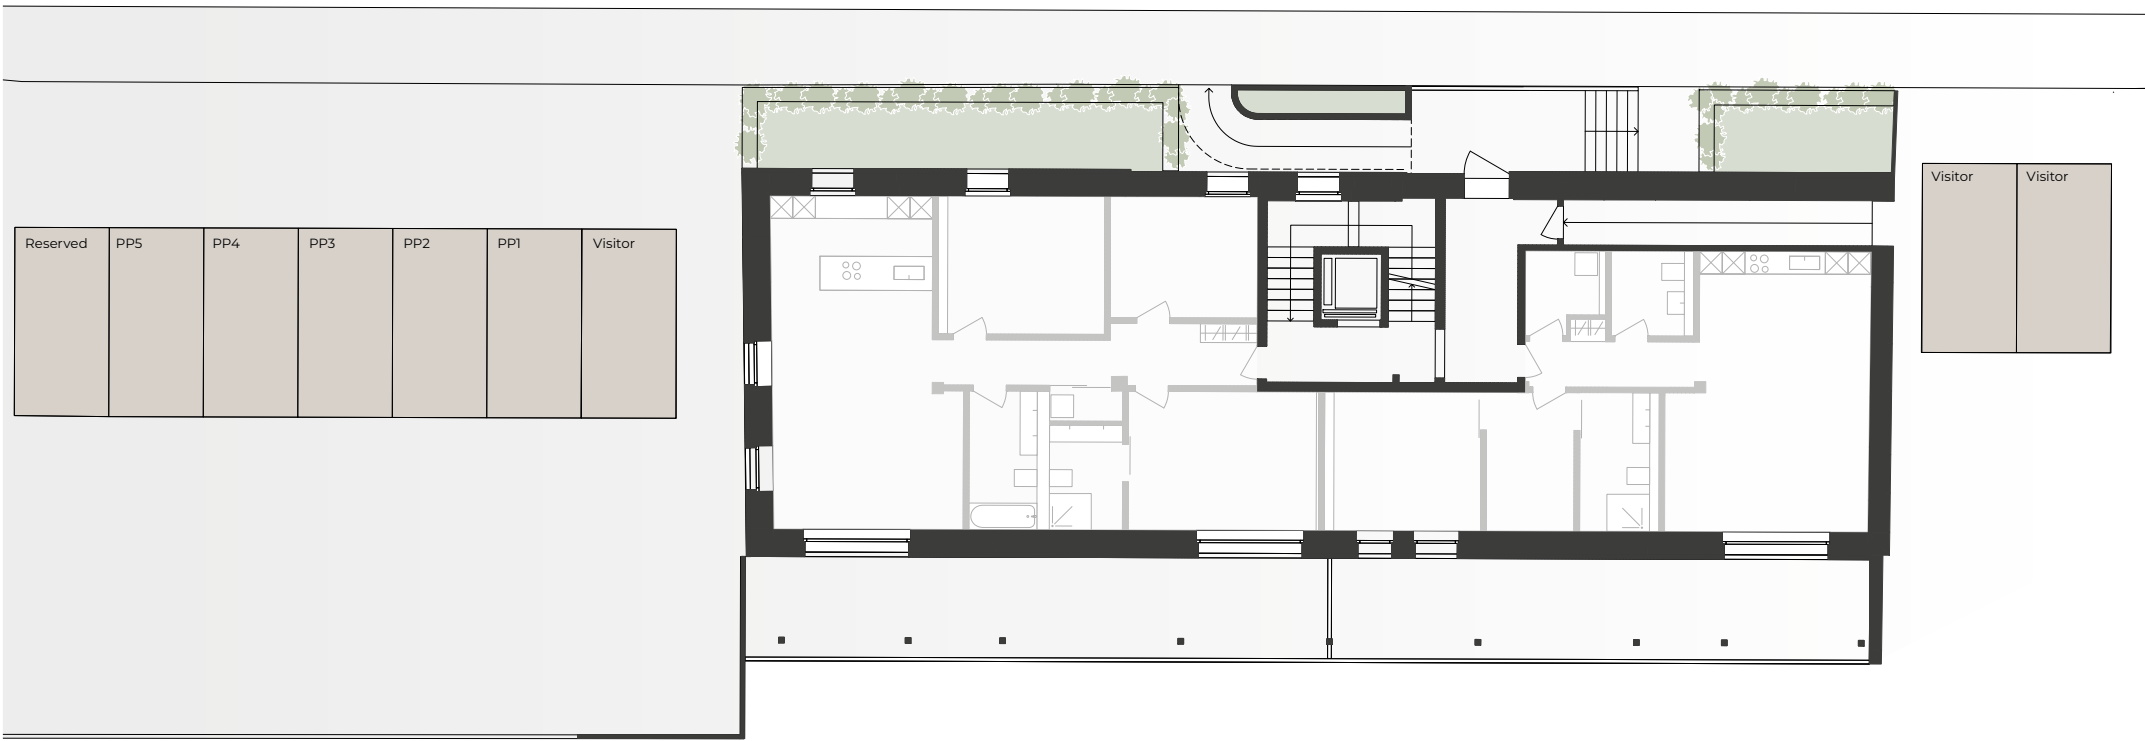 Visitor
Visitor
Reserved
PP5
PP4
PP3
PP2
PP1
Visitor